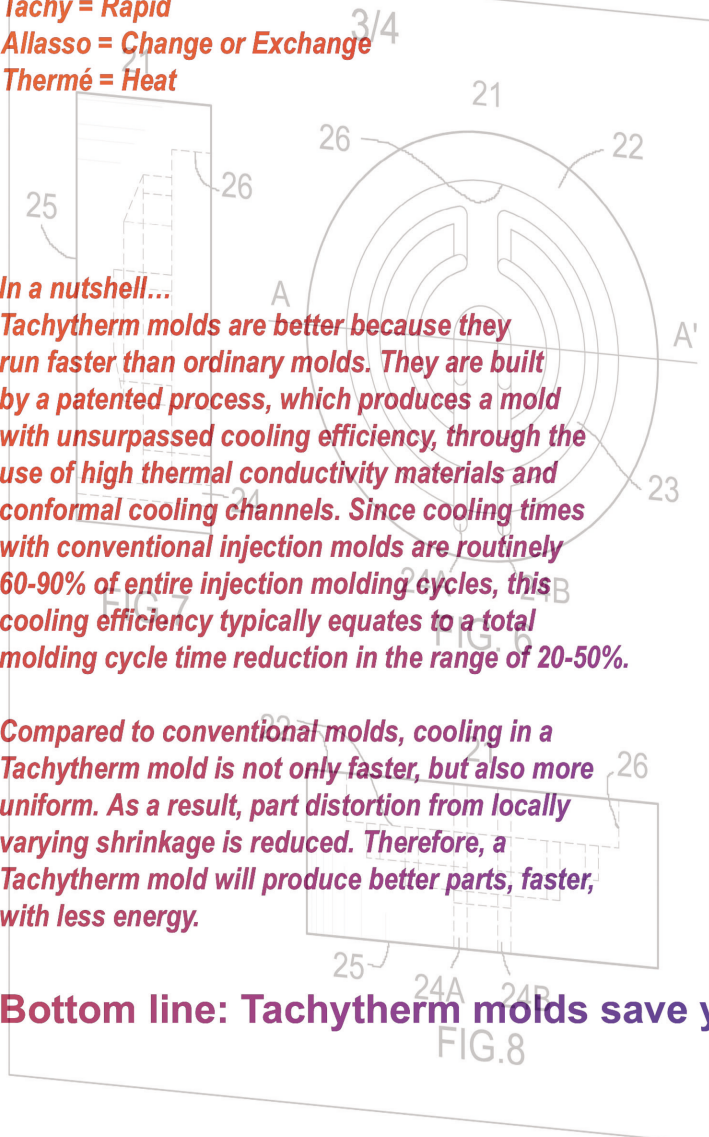 Tachy = Rapid
Allasso = Change or Exchange
Thermé = Heat
3/4
21
21
26
22
26
25
A
A'
In a nutshell…
Tachytherm molds are better because they
run faster than ordinary molds. They are built
by a patented process, which produces a mold
with unsurpassed cooling efficiency, through the
use of high thermal conductivity materials and
conformal cooling channels. Since cooling times
with conventional injection molds are routinely
60-90% of entire injection molding cycles, this
cooling efficiency typically equates to a total
molding cycle time reduction in the range of 20-50%.
23
24
24A
24B
FIG.7
FIG. 6
Compared to conventional molds, cooling in a
Tachytherm mold is not only faster, but also more
uniform. As a result, part distortion from locally
varying shrinkage is reduced. Therefore, a
Tachytherm mold will produce better parts, faster,
with less energy.
21
26
25
24A
24B
Bottom line: Tachytherm molds save
FIG.8